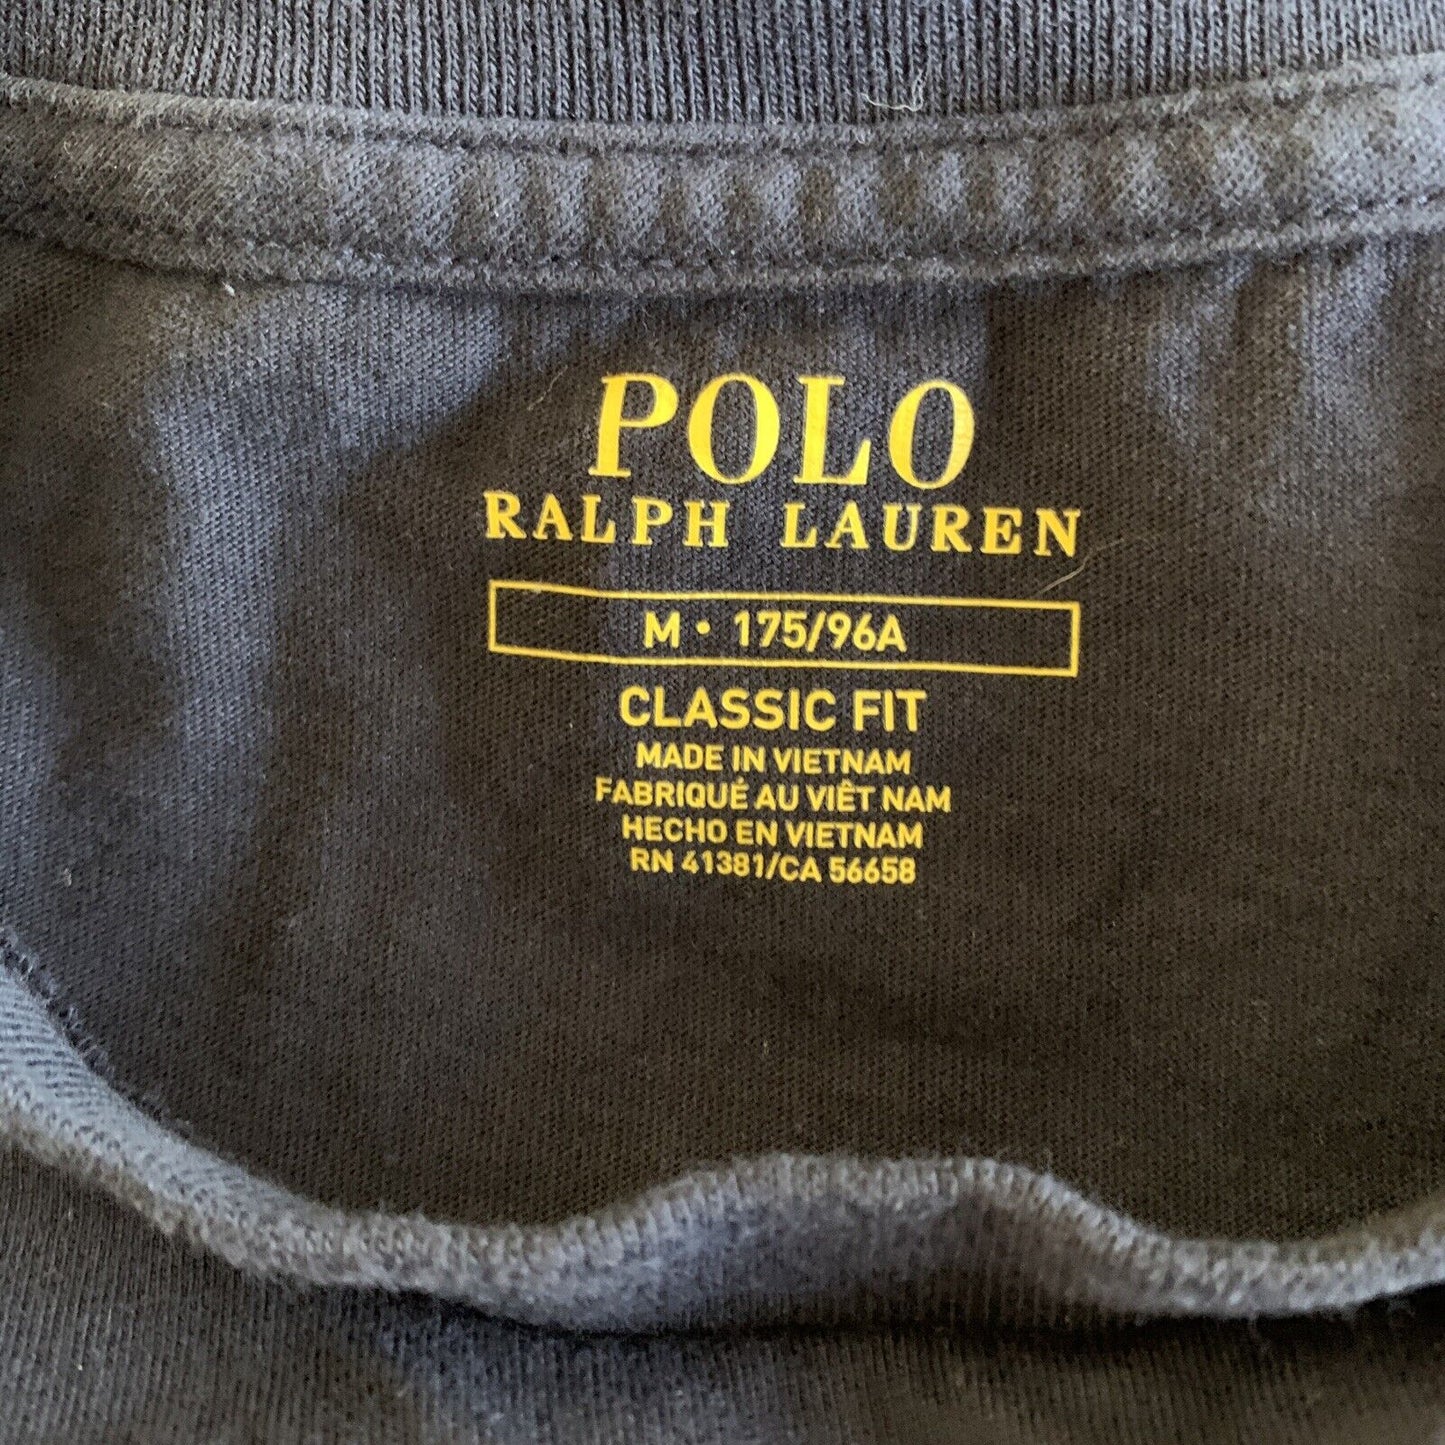 POLO
RALPH LAUREN
M • 175/96A
CLASSIC FIT
MADE IN VIETNAM
FABRIQUÉ AU VIÊT NAM
HECHO EN VIETNAM
RN 41381/CA 56658